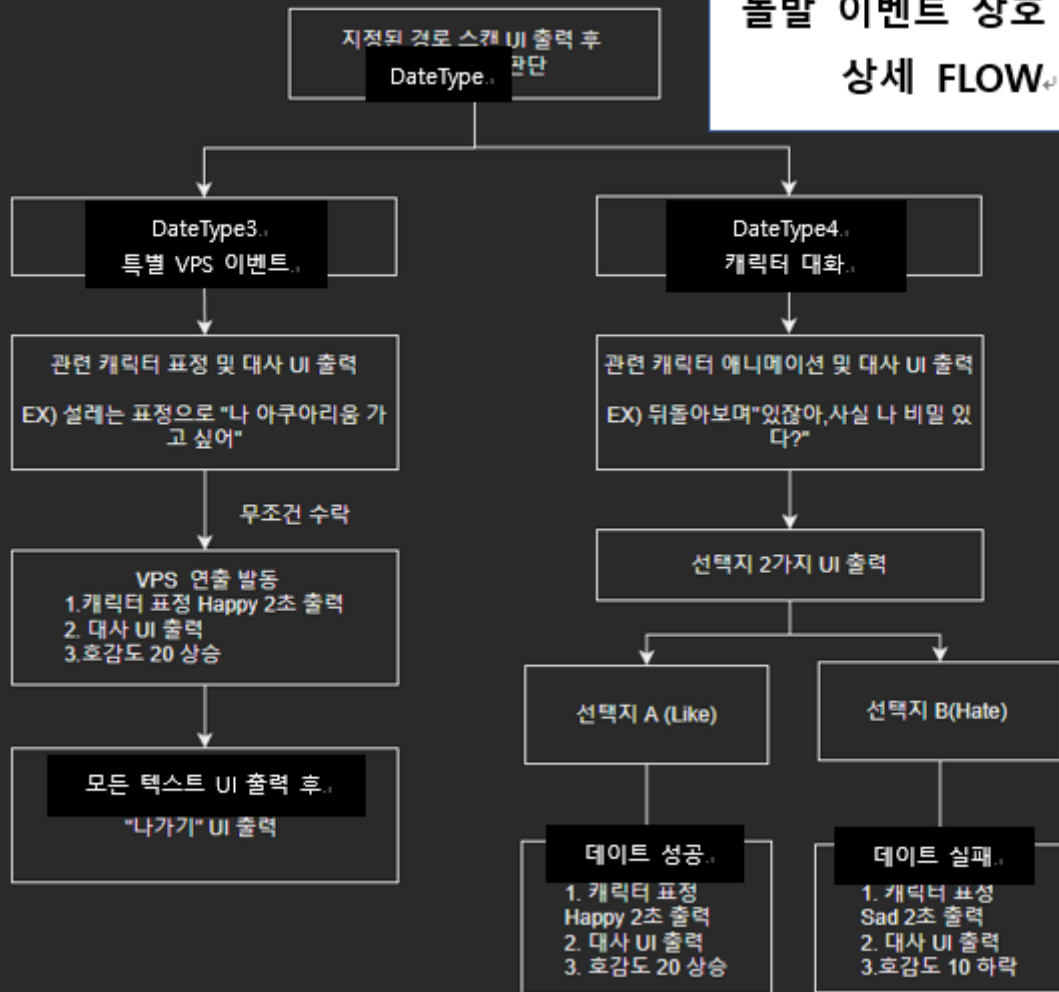 돌발 이벤트 상호
상세 FLOW
지정된 경로 스캔 UI 출력 후
DateType 판단
DateType3
특별 VPS 이벤트
DateType4
캐릭터 대화
관련 캐릭터 표정 및 대사 UI 출력
EX) 설레는 표정으로 "나 아쿠아리움 가
고 싶어"
관련 캐릭터 애니메이션 및 대사 UI 출력
EX) 뒤돌아보며"있잖아,사실 나 비밀 있
다?"
무조건 수락
VPS 연출 발동
1.캐릭터 표정 Happy 2초 출력
2. 대사 UI 출력
3.호감도 20 상승
선택지 2가지 UI 출력
선택지 A (Like)
선택지 B(Hate)
모든 텍스트 UI 출력 후
"나가기" UI 출력
데이트 성공
1. 캐릭터 표정
Happy 2초 출력
2. 대사 UI 출력
3. 호감도 20 상승
데이트 실패
1. 캐릭터 표정
Sad 2초 출력
2. 대사 UI 출력
3.호감도 10 하락